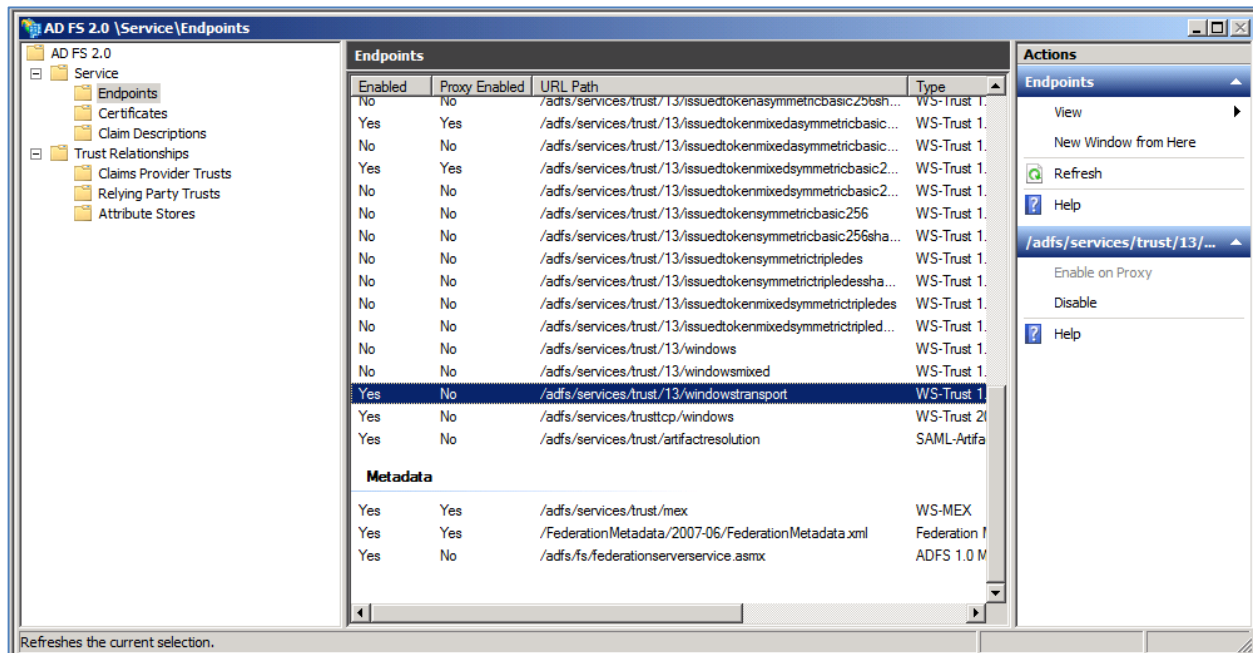 AD FS 2.0 \Service\Endpoints
AD FS 2.0
Service
Endpoints
Certificates
Claim Descriptions
Trust Relationships
Claims Provider Trusts
Relying Party Trusts
Attribute Stores
Endpoints
Enabled Proxy Enabled URL Path Type
No No /adfs/services/trust/13/issuedtokenasymmetricbasic256sh... WS-Trust 1.
Yes Yes /adfs/services/trust/13/issuedtokenmixedasymmetricbasic... WS-Trust 1.
No No /adfs/services/trust/13/issuedtokenmixedasymmetricbasic... WS-Trust 1.
Yes Yes /adfs/services/trust/13/issuedtokenmixedsymmetricbasic2... WS-Trust 1.
No No /adfs/services/trust/13/issuedtokenmixedsymmetricbasic2... WS-Trust 1.
No No /adfs/services/trust/13/issuedtokensymmetricbasic256 WS-Trust 1.
No No /adfs/services/trust/13/issuedtokensymmetricbasic256sha... WS-Trust 1.
No No /adfs/services/trust/13/issuedtokensymmetrictripledes WS-Trust 1.
No No /adfs/services/trust/13/issuedtokensymmetrictripledessha... WS-Trust 1.
No No /adfs/services/trust/13/issuedtokenmixedsymmetrictripledes WS-Trust 1.
No No /adfs/services/trust/13/issuedtokenmixedsymmetrictripled... WS-Trust 1.
No No /adfs/services/trust/13/windows WS-Trust 1.
No No /adfs/services/trust/13/windowsmixed WS-Trust 1.
Yes No /adfs/services/trust/13/windowstransport WS-Trust 1.
Yes No /adfs/services/trusttcp/windows WS-Trust 20
Yes No /adfs/services/trust/artifactresolution SAML-Artifa
Metadata
Yes Yes /adfs/services/trust/mex WS-MEX
Yes Yes /FederationMetadata/2007-06/FederationMetadata.xml Federation M
Yes No /adfs/fs/federationserverservice.asmx ADFS 1.0 M
Actions
Endpoints
View
New Window from Here
Refresh
Help
/adfs/services/trust/13/...
Enable on Proxy
Disable
Help
Refreshes the current selection.